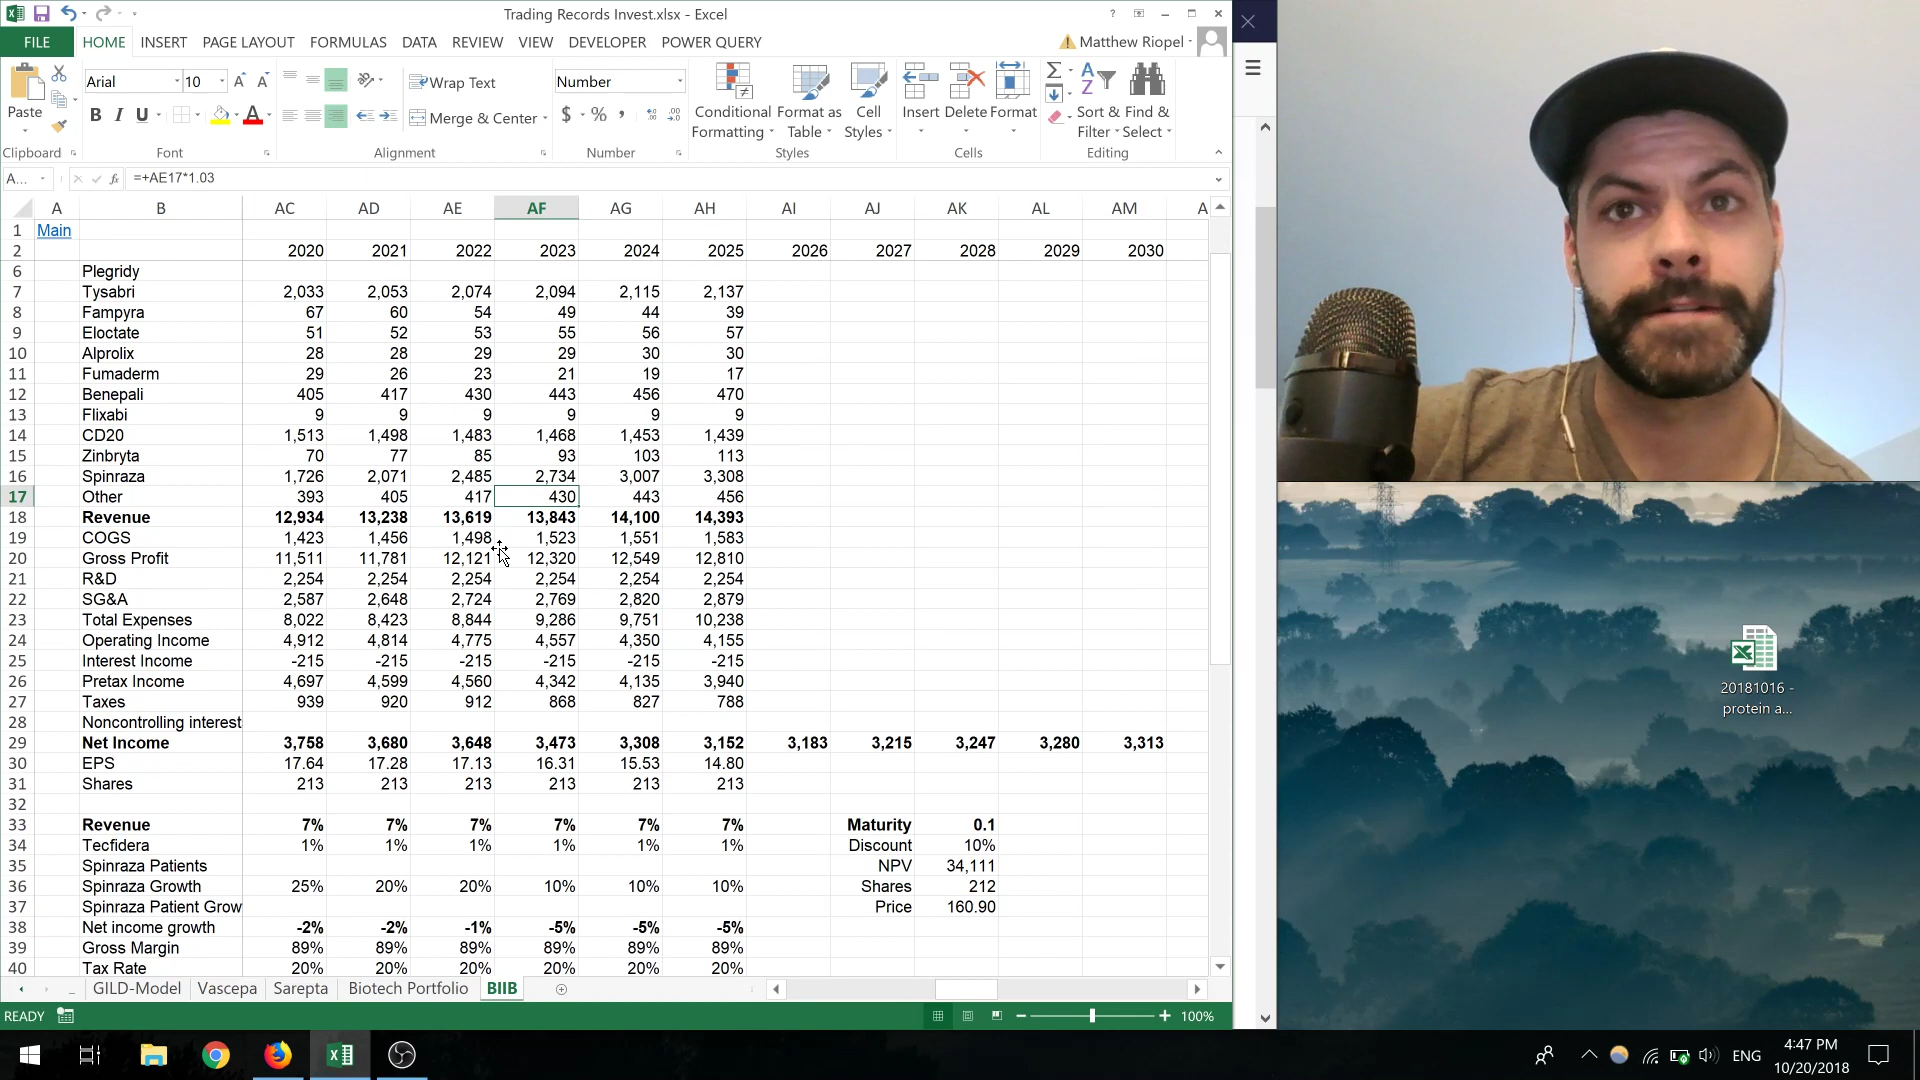 Trading Records Invest.xlsx - Excel
?
FILE HOME INSERT PAGE LAYOUT FORMULAS DATA REVIEW VIEW DEVELOPER POWER QUERY Matthew Riopel
Arial 10 Wrap Text Number
Paste B I U A Merge & Center $ % , Conditional Formatting Format as Table Cell Styles Insert Delete Format Sort & Filter Find & Select
Clipboard Font Alignment Number Styles Cells Editing
A... fx =+AE17*1.03
A B AC AD AE AF AG AH AI AJ AK AL AM A
1 Main
2 2020 2021 2022 2023 2024 2025 2026 2027 2028 2029 2030
6 Plegridy
7 Tysabri 2,033 2,053 2,074 2,094 2,115 2,137
8 Fampyra 67 60 54 49 44 39
9 Eloctate 51 52 53 55 56 57
10 Alprolix 28 28 29 29 30 30
11 Fumaderm 29 26 23 21 19 17
12 Benepali 405 417 430 443 456 470
13 Flixabi 9 9 9 9 9 9
14 CD20 1,513 1,498 1,483 1,468 1,453 1,439
15 Zinbryta 70 77 85 93 103 113
16 Spinraza 1,726 2,071 2,485 2,734 3,007 3,308
17 Other 393 405 417 430 443 456
18 Revenue 12,934 13,238 13,619 13,843 14,100 14,393
19 COGS 1,423 1,456 1,498 1,523 1,551 1,583
20 Gross Profit 11,511 11,781 12,121 12,320 12,549 12,810
21 R&D 2,254 2,254 2,254 2,254 2,254 2,254
22 SG&A 2,587 2,648 2,724 2,769 2,820 2,879
23 Total Expenses 8,022 8,423 8,844 9,286 9,751 10,238
24 Operating Income 4,912 4,814 4,775 4,557 4,350 4,155
25 Interest Income -215 -215 -215 -215 -215 -215
26 Pretax Income 4,697 4,599 4,560 4,342 4,135 3,940
27 Taxes 939 920 912 868 827 788
28 Noncontrolling interest
29 Net Income 3,758 3,680 3,648 3,473 3,308 3,152 3,183 3,215 3,247 3,280 3,313
30 EPS 17.64 17.28 17.13 16.31 15.53 14.80
31 Shares 213 213 213 213 213 213
32
33 Revenue 7% 7% 7% 7% 7% 7% Maturity 0.1
34 Tecfidera 1% 1% 1% 1% 1% 1% Discount 10%
35 Spinraza Patients NPV 34,111
36 Spinraza Growth 25% 20% 20% 10% 10% 10% Shares 212
37 Spinraza Patient Grow Price 160.90
38 Net income growth -2% -2% -1% -5% -5% -5%
39 Gross Margin 89% 89% 89% 89% 89% 89%
40 Tax Rate 20% 20% 20% 20% 20% 20%
... GILD-Model Vascepa Sarepta Biotech Portfolio BIIB
READY 100%
20181016 -
protein a...
ENG 4:47 PM
10/20/2018